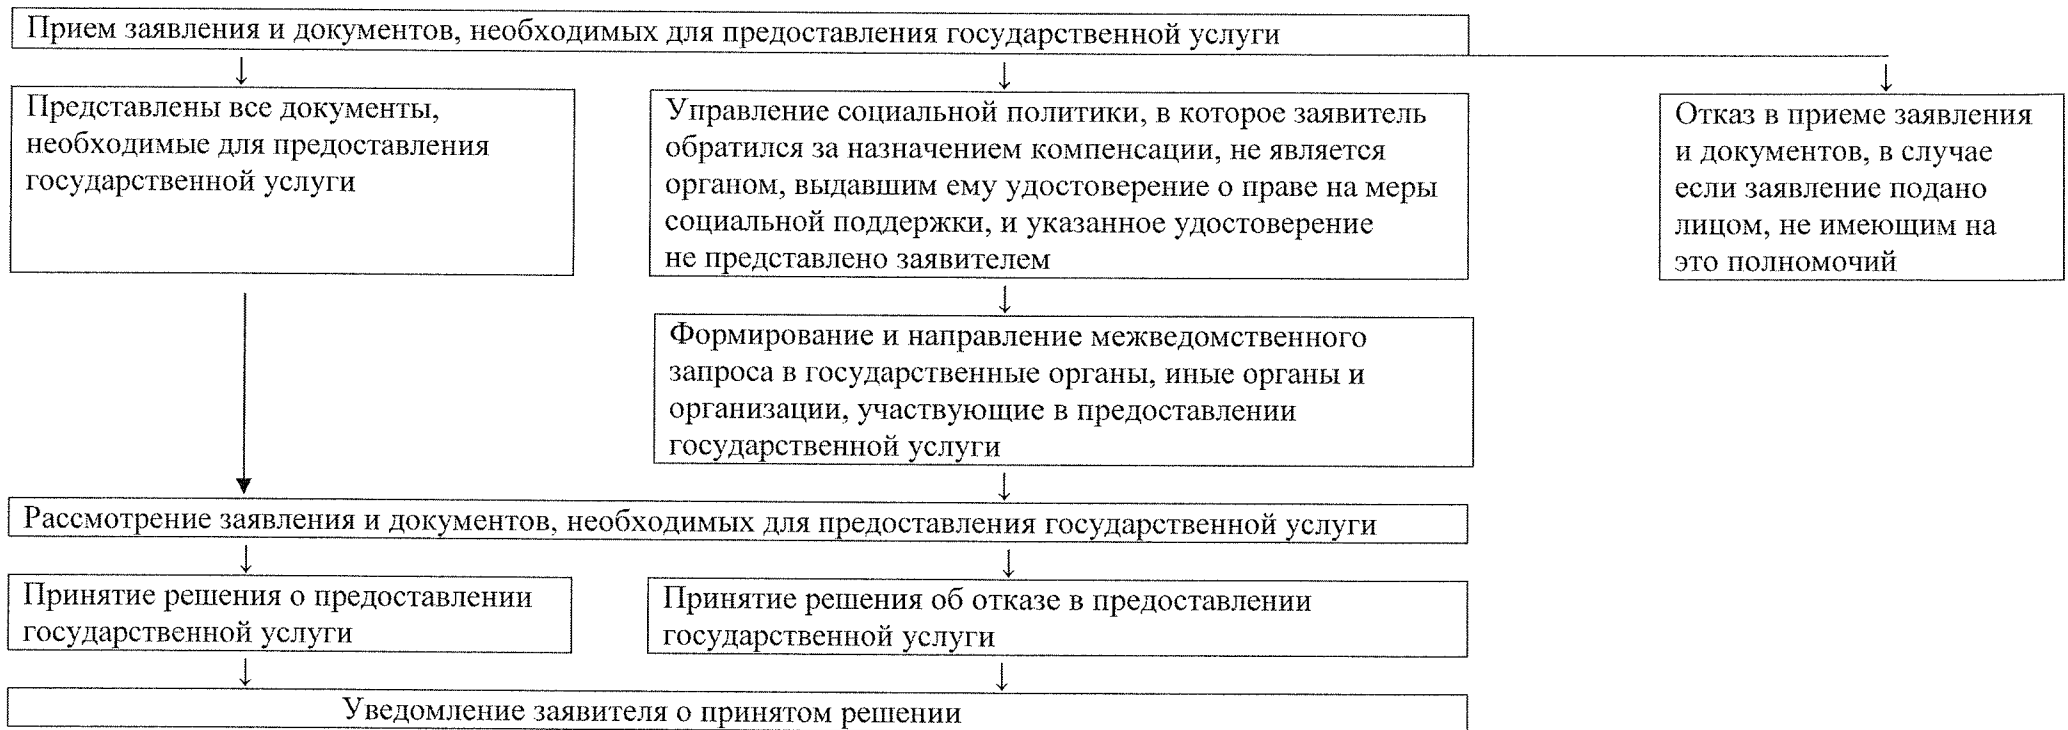 Прием заявления и документов, необходимых для предоставления государственной услуги
Представлены все документы,
необходимые для предоставления
государственной услуги
Управление социальной политики, в которое заявитель
обратился за назначением компенсации, не является
органом, выдавшим ему удостоверение о праве на меры
социальной поддержки, и указанное удостоверение
не представлено заявителем
Отказ в приеме заявления
и документов, в случае
если заявление подано
лицом, не имеющим на
это полномочий
Формирование и направление межведомственного
запроса в государственные органы, иные органы и
организации, участвующие в предоставлении
государственной услуги
Рассмотрение заявления и документов, необходимых для предоставления государственной услуги
Принятие решения о предоставлении
государственной услуги
Принятие решения об отказе в предоставлении
государственной услуги
Уведомление заявителя о принятом решении